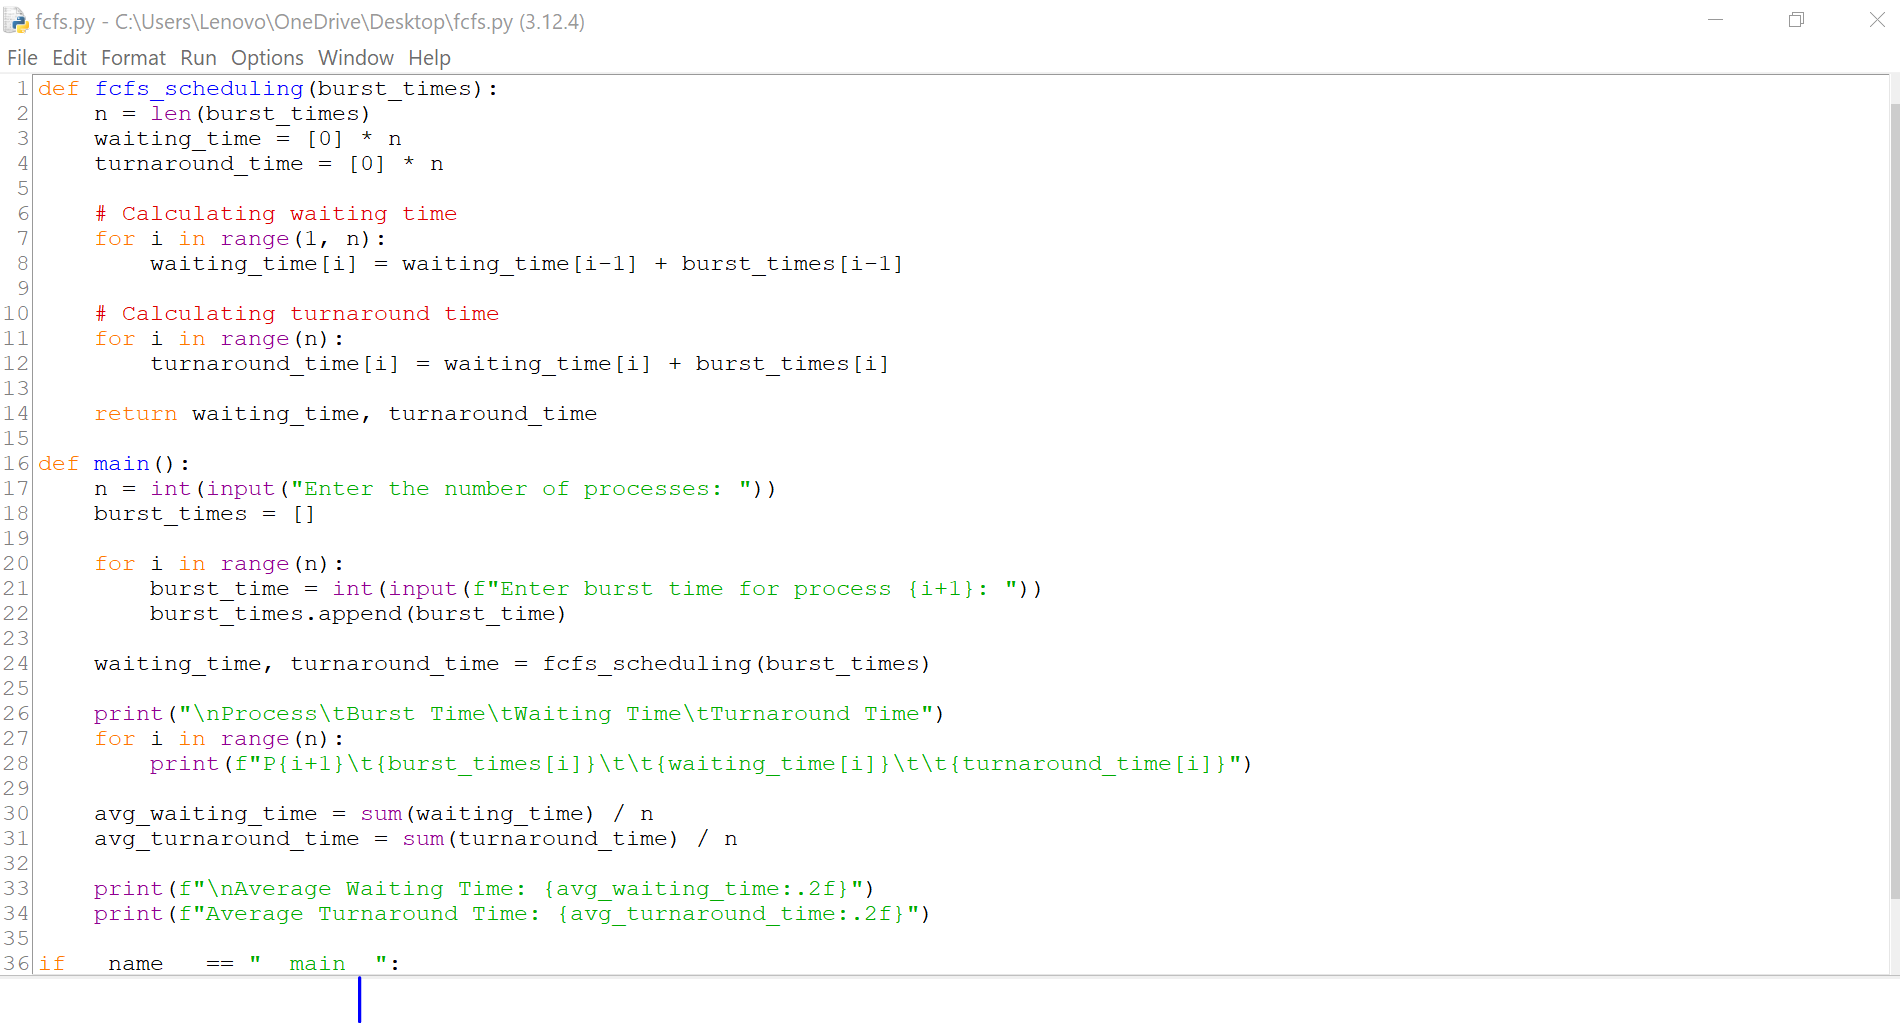 fcfs.py - C:\Users\Lenovo\OneDrive\Desktop\fcfs.py (3.12.4)
File Edit Format Run Options Window Help
1 def fcfs_scheduling(burst_times):
2     n = len(burst_times)
3     waiting_time = [0] * n
4     turnaround_time = [0] * n
5
6     # Calculating waiting time
7     for i in range(1, n):
8         waiting_time[i] = waiting_time[i-1] + burst_times[i-1]
9
10     # Calculating turnaround time
11     for i in range(n):
12         turnaround_time[i] = waiting_time[i] + burst_times[i]
13
14     return waiting_time, turnaround_time
15
16 def main():
17     n = int(input("Enter the number of processes: "))
18     burst_times = []
19
20     for i in range(n):
21         burst_time = int(input(f"Enter burst time for process {i+1}: "))
22         burst_times.append(burst_time)
23
24     waiting_time, turnaround_time = fcfs_scheduling(burst_times)
25
26     print("\nProcess\tBurst Time\tWaiting Time\tTurnaround Time")
27     for i in range(n):
28         print(f"P{i+1}\t{burst_times[i]}\t\t{waiting_time[i]}\t\t{turnaround_time[i]}")
29
30     avg_waiting_time = sum(waiting_time) / n
31     avg_turnaround_time = sum(turnaround_time) / n
32
33     print(f"\nAverage Waiting Time: {avg_waiting_time:.2f}")
34     print(f"Average Turnaround Time: {avg_turnaround_time:.2f}")
35
36 if   name   == "  main  ":